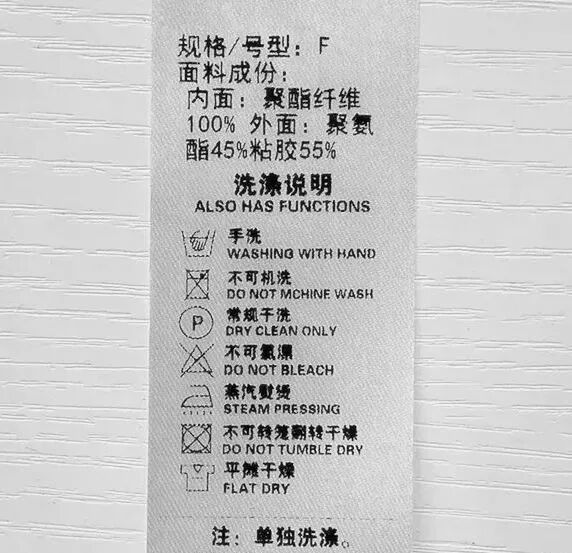 规格/号型：F
面料成份：
内面：聚酯纤维
100% 外面：聚氨
酯45%粘胶55%
洗涤说明
ALSO HAS FUNCTIONS
手洗
WASHING WITH HAND
不可机洗
DO NOT MCHINE WASH
常规干洗
P
DRY CLEAN ONLY
不可氯漂
DO NOT BLEACH
蒸汽熨烫
STEAM PRESSING
不可转笼翻转干燥
DO NOT TUMBLE DRY
平摊干燥
FLAT DRY
注：单独洗涤。